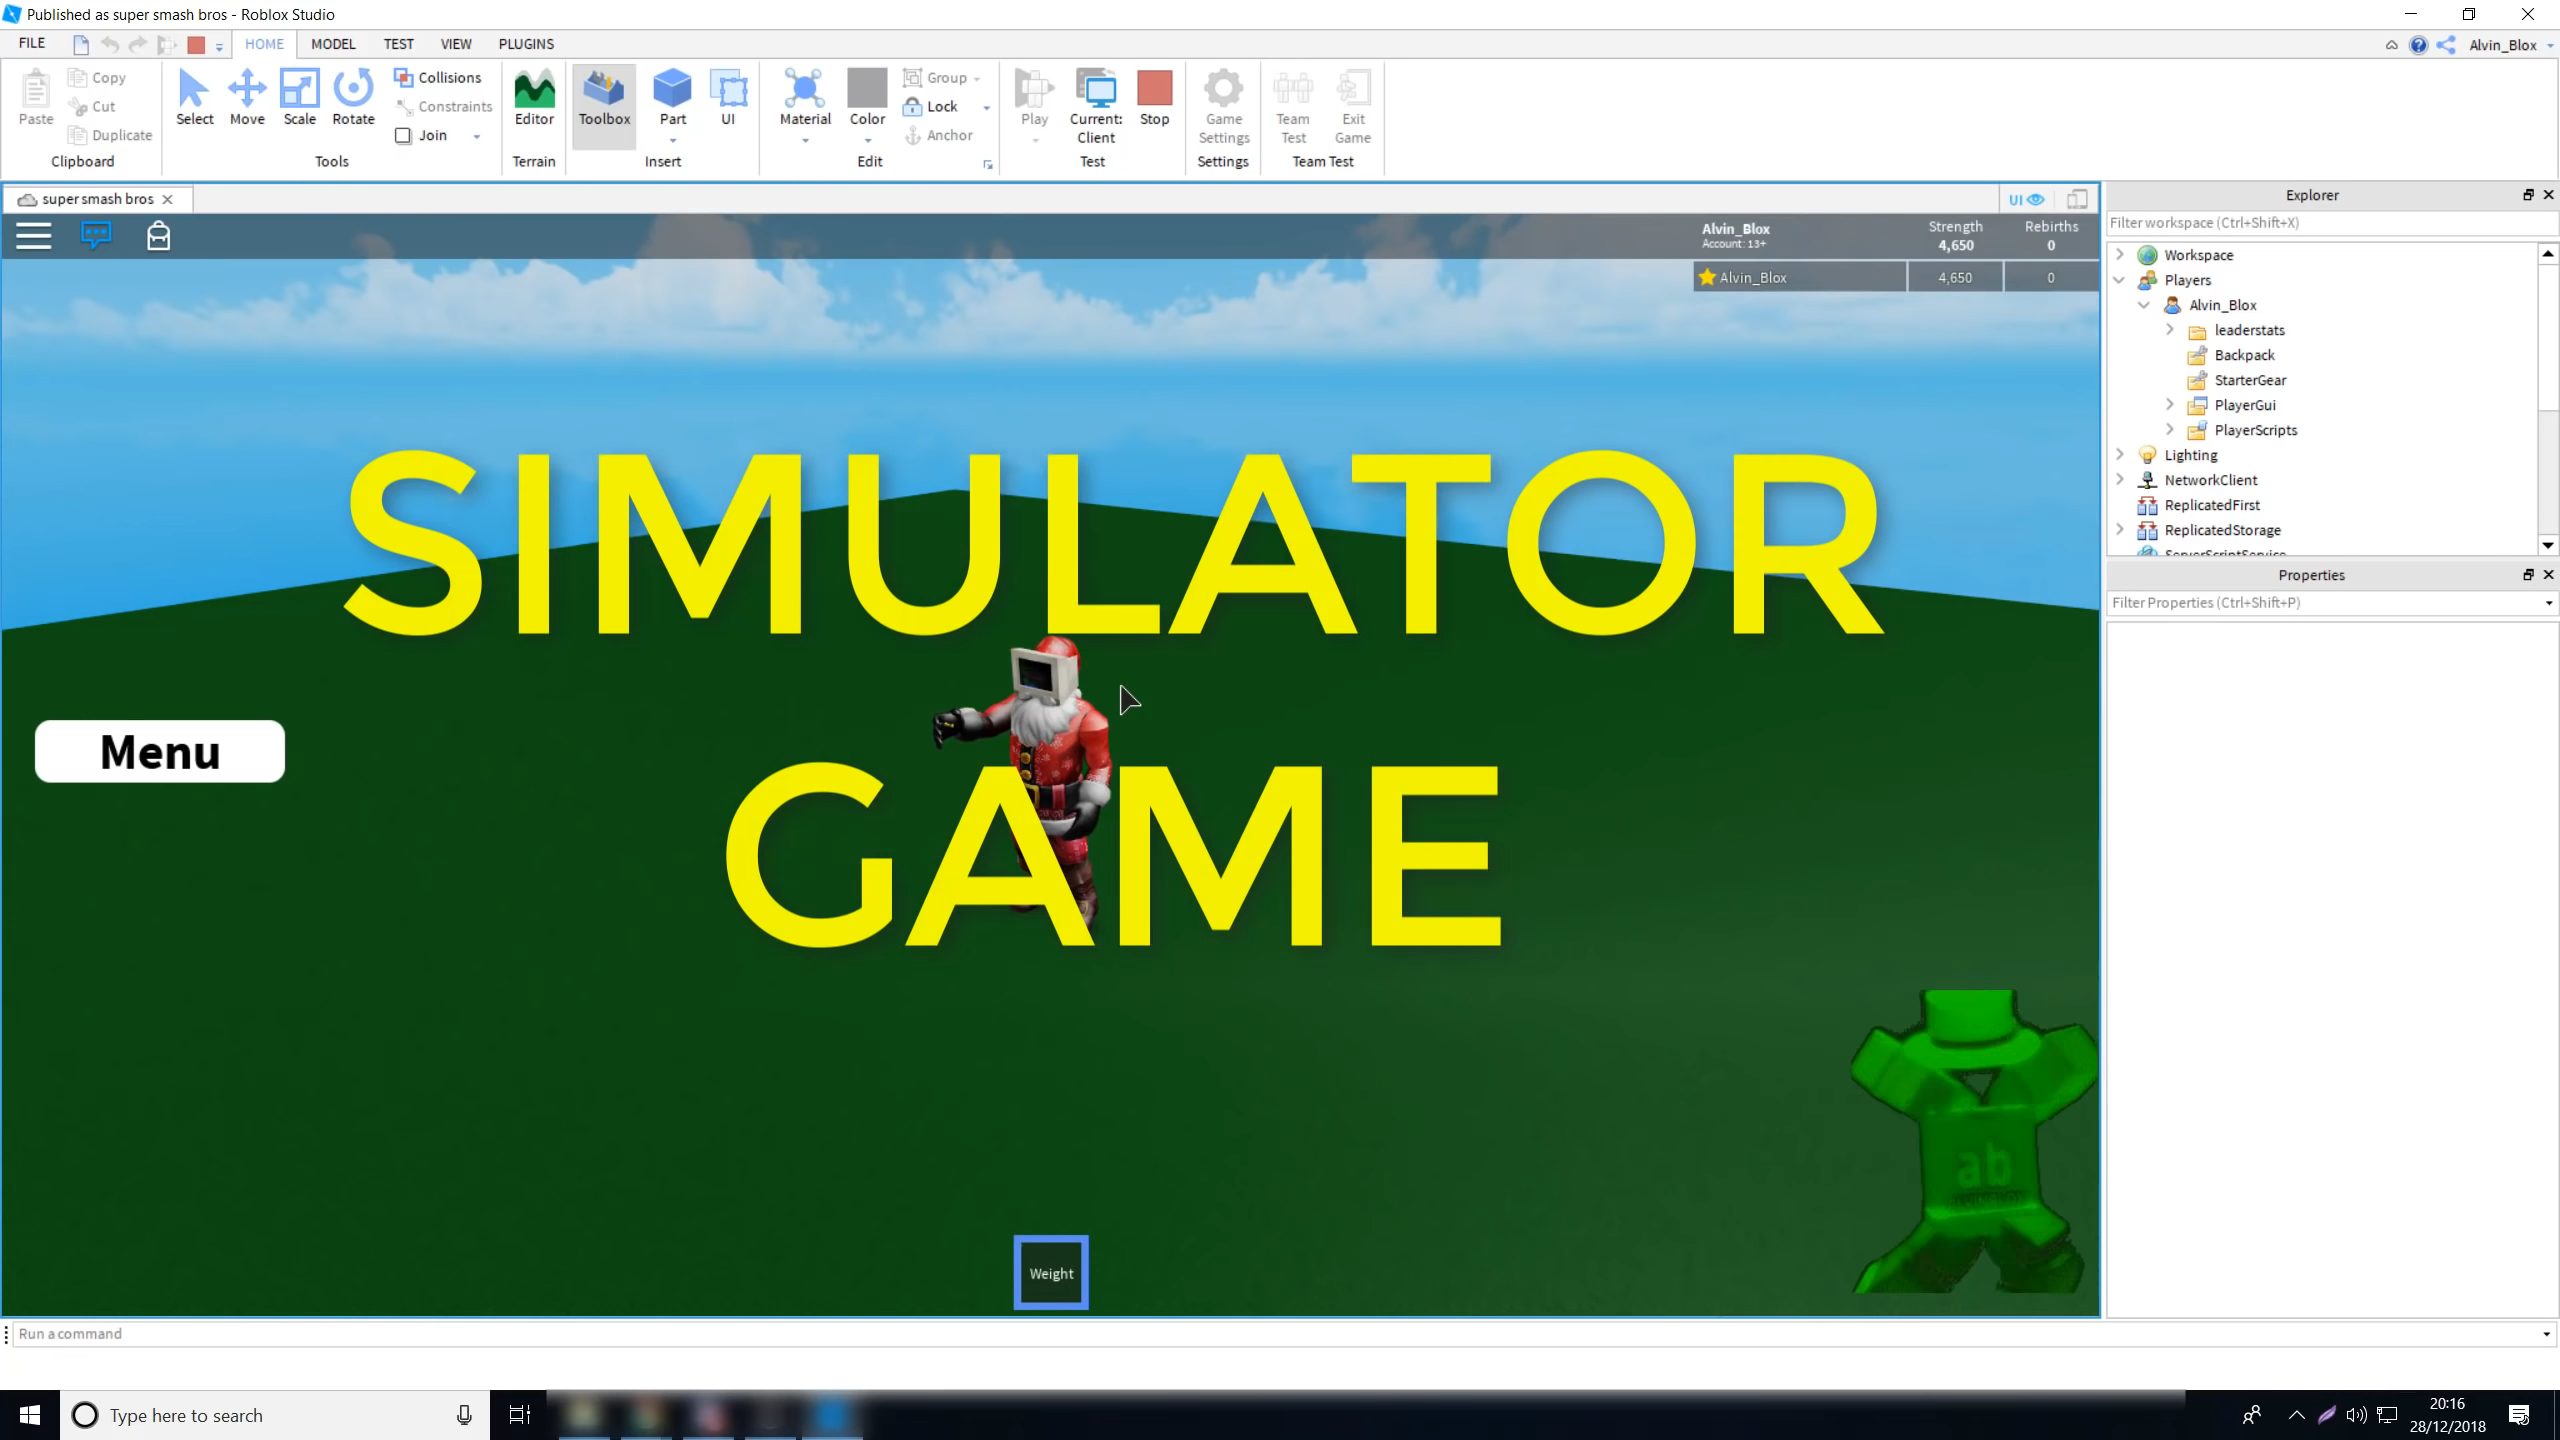 Published as super smash bros - Roblox Studio
FILE HOME MODEL TEST VIEW PLUGINS Alvin_Blox
Paste Copy Cut Duplicate
Clipboard
Select Move Scale Rotate Collisions Constraints Join
Tools
Editor
Terrain
Toolbox Part UI
Insert
Material Color Group Lock Anchor
Edit
Play Current: Client Stop
Test
Game Settings
Settings
Team Test Exit Game
Team Test
super smash bros
UI
Alvin_Blox
Account: 13+
Strength
4,650
Rebirths
0
Alvin_Blox 4,650 0
SIMULATOR
GAME
Menu
ab
Weight
Explorer
Filter workspace (Ctrl+Shift+X)
Workspace
Players
Alvin_Blox
leaderstats
Backpack
StarterGear
PlayerGui
PlayerScripts
Lighting
NetworkClient
ReplicatedFirst
ReplicatedStorage
ServerScriptService
Properties
Filter Properties (Ctrl+Shift+P)
Run a command
Type here to search
20:16
28/12/2018